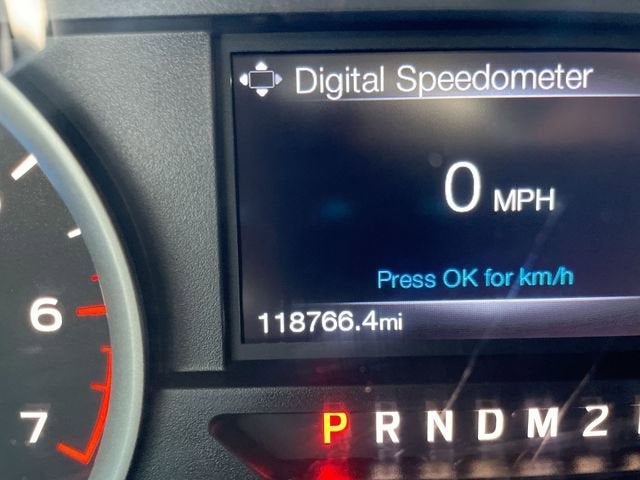 Digital Speedometer
0 MPH
Press OK for km/h
118766.4mi
6
7
P R N D M 2